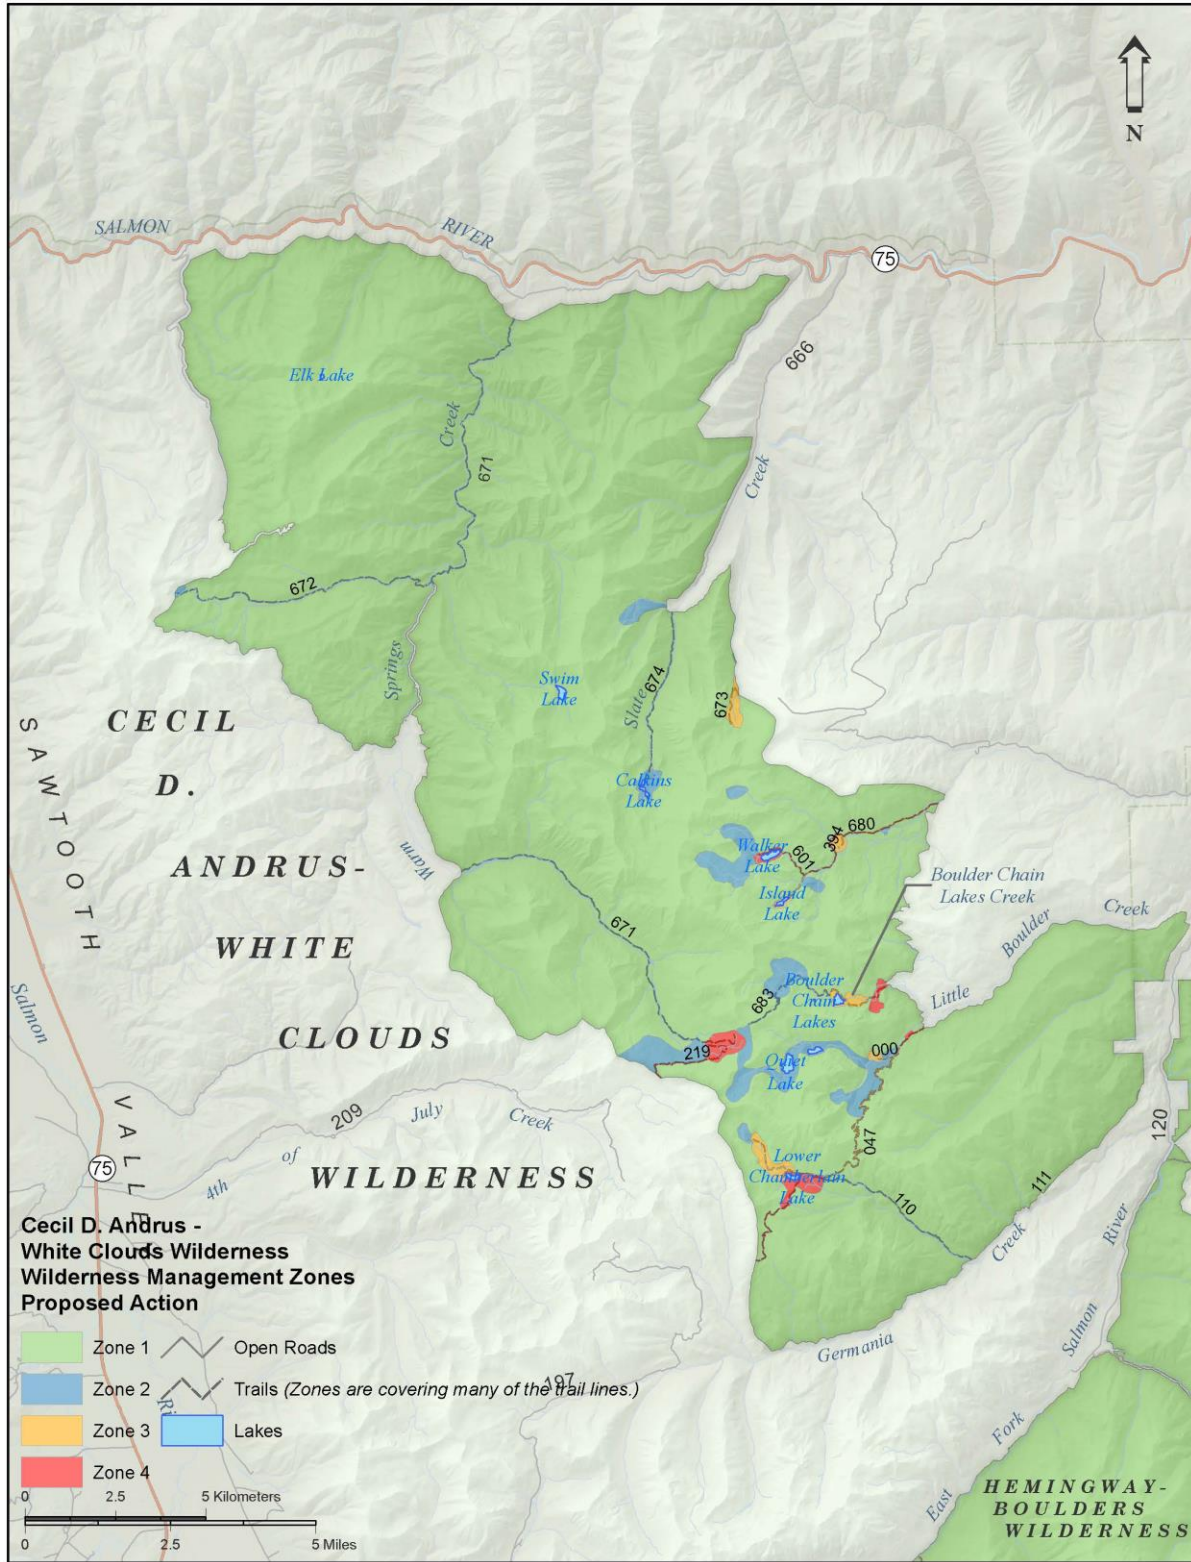 N
SALMON
RIVER
75
666
Elk Lake
Creek
671
Creek
672
Springs
Swim
Lake
Slate
674
673
CECIL
D.
ANDRUS-
WHITE
CLOUDS
WILDERNESS
SAWTOOTH
VALLEY
Calkins
Lake
Warm
394
680
Walker
Lake
601
Island
Lake
Boulder Chain
Lakes Creek
Boulder
Creek
Little
671
Salmon
683
Boulder
Chain
Lakes
219
Quiet
Lake
000
209
July
Creek
of
4th
75
047
120
Lower
Chamberlain
Lake
110
111
Creek
River
Germania
Salmon
197
Fork
East
HEMINGWAY-
BOULDERS
WILDERNESS
Cecil D. Andrus -
White Clouds Wilderness
Wilderness Management Zones
Proposed Action
Zone 1
Open Roads
Zone 2
Trails (Zones are covering many of the trail lines.)
Zone 3
Lakes
Zone 4
0 2.5 5 Kilometers
0 2.5 5 Miles